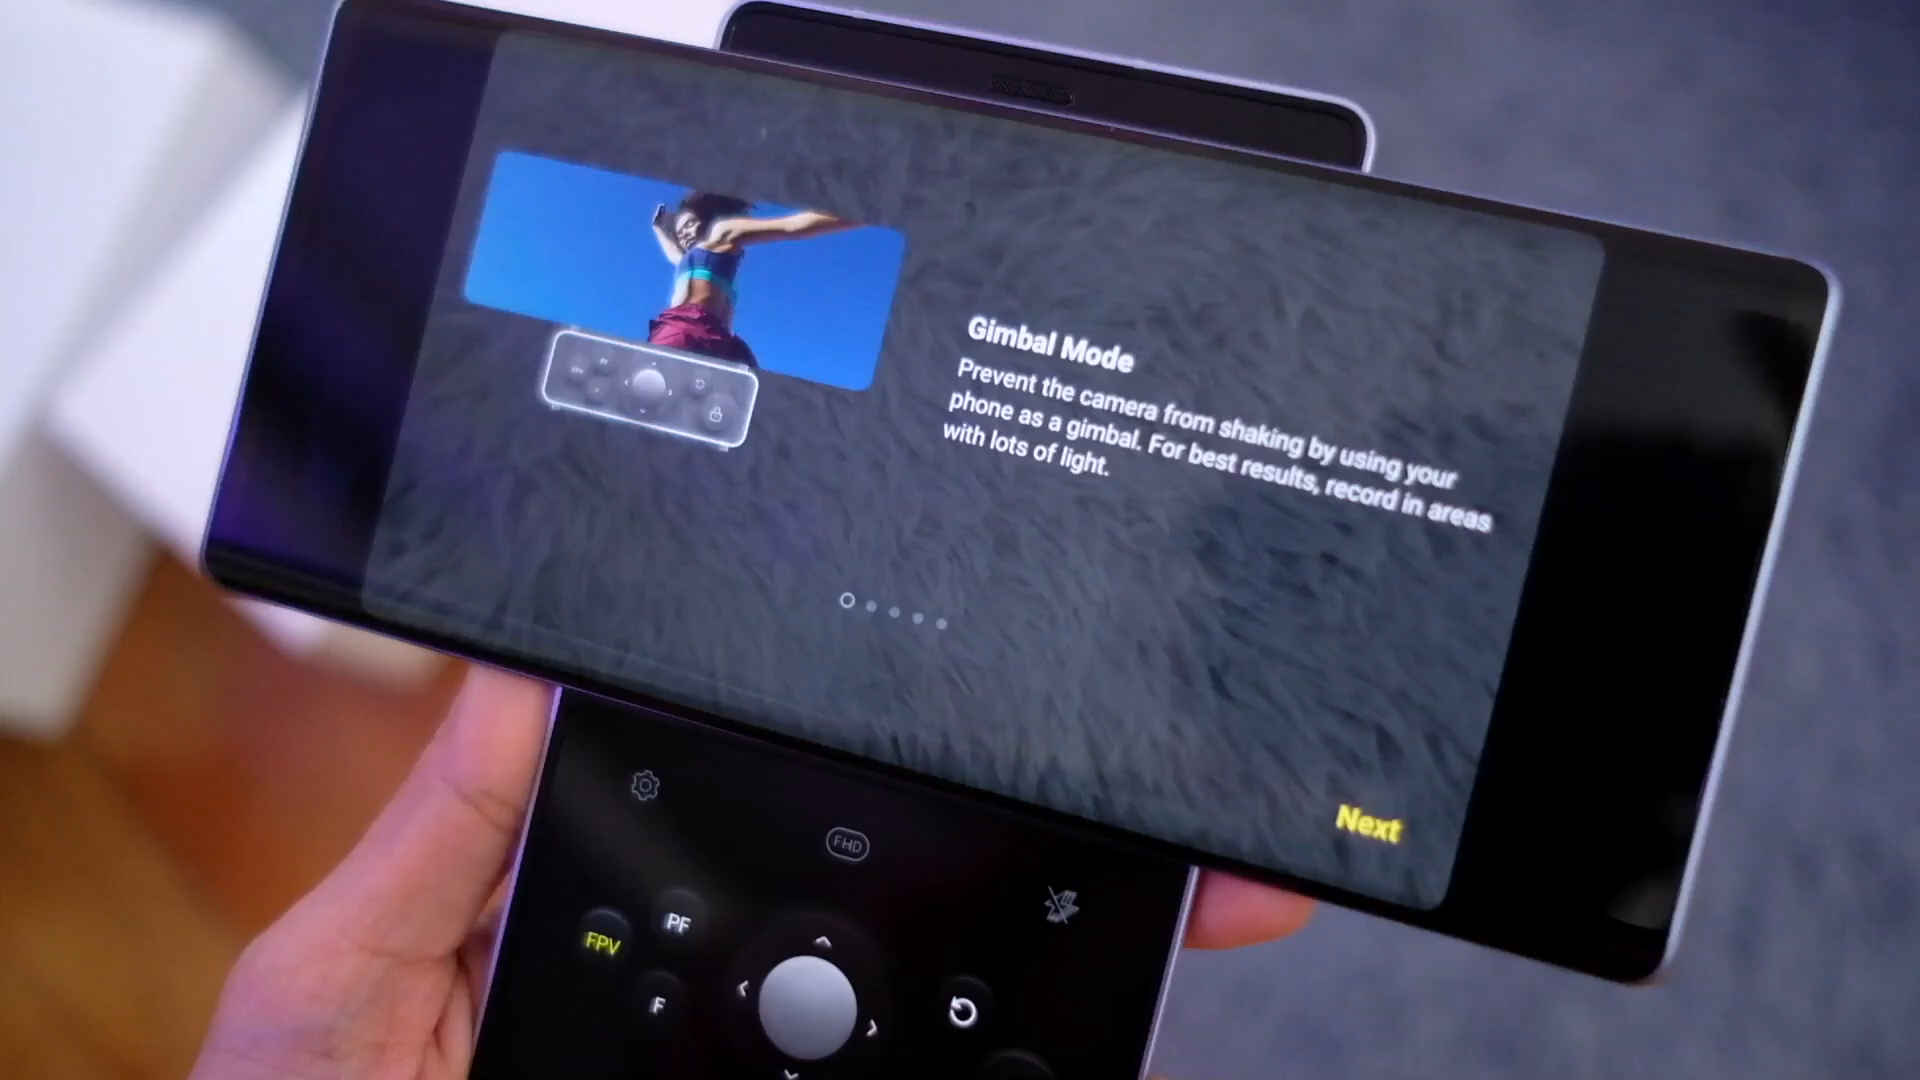 Gimbal Mode
Prevent the camera from shaking by using your
phone as a gimbal. For best results, record in areas
with lots of light.
Next
FHD
PF
FPV
F